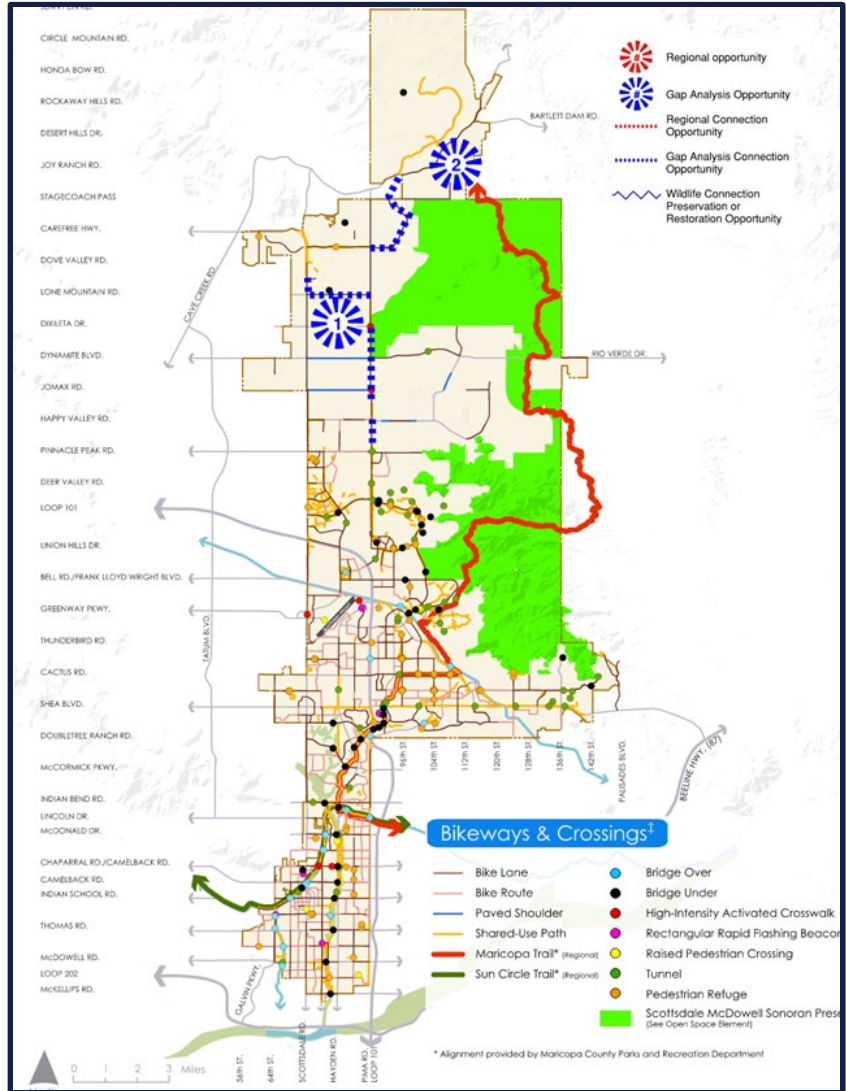 CIRCLE MOUNTAIN RD.
HONDA BOW RD.
ROCKAWAY HILLS RD.
DESERT HILLS DR.
JOY RANCH RD.
STAGECOACH PASS
CAREFREE HWY.
DOVE VALLEY RD.
LONE MOUNTAIN RD.
DIXILETA DR.
DYNAMITE BLVD.
JOMAX RD.
HAPPY VALLEY RD.
PINNACLE PEAK RD.
DEER VALLEY RD.
LOOP 101
UNION HILLS DR.
BELL RD./FRANK LLOYD WRIGHT BLVD.
GREENWAY PKWY.
THUNDERBIRD RD.
CACTUS RD.
SHEA BLVD.
DOUBLETREE RANCH RD.
McCORMICK PKWY.
INDIAN BEND RD.
LINCOLN DR.
McDONALD DR.
CHAPARRAL RD./CAMELBACK RD.
CAMELBACK RD.
INDIAN SCHOOL RD.
THOMAS RD.
McDOWELL RD.
LOOP 202
McKELLIPS RD.
CAVE CREEK RD.
TATUM BLVD.
BARTLETT DAM RD.
RIO VERDE DR.
1
2
#
Regional opportunity
#
Gap Analysis Opportunity
Regional Connection
Opportunity
Gap Analysis Connection
Opportunity
Wildlife Connection
Preservation or
Restoration Opportunity
96th ST.
104th ST.
112th ST.
120th ST.
128th ST.
136th ST.
142th ST.
PALISADES BLVD.
BEELINE HWY. (87)
Bikeways & Crossings‡
Bike Lane
Bike Route
Paved Shoulder
Shared-Use Path
Maricopa Trail* (Regional)
Sun Circle Trail* (Regional)
Bridge Over
Bridge Under
High-Intensity Activated Crosswalk
Rectangular Rapid Flashing Beacon
Raised Pedestrian Crossing
Tunnel
Pedestrian Refuge
Scottsdale McDowell Sonoran Prese
(See Open Space Element)
* Alignment provided by Maricopa County Parks and Recreation Department
GALVIN PKWY.
56th ST.
64th ST.
SCOTTSDALE RD.
HAYDEN RD.
PIMA RD.
LOOP 101
0 1 2 3 Miles